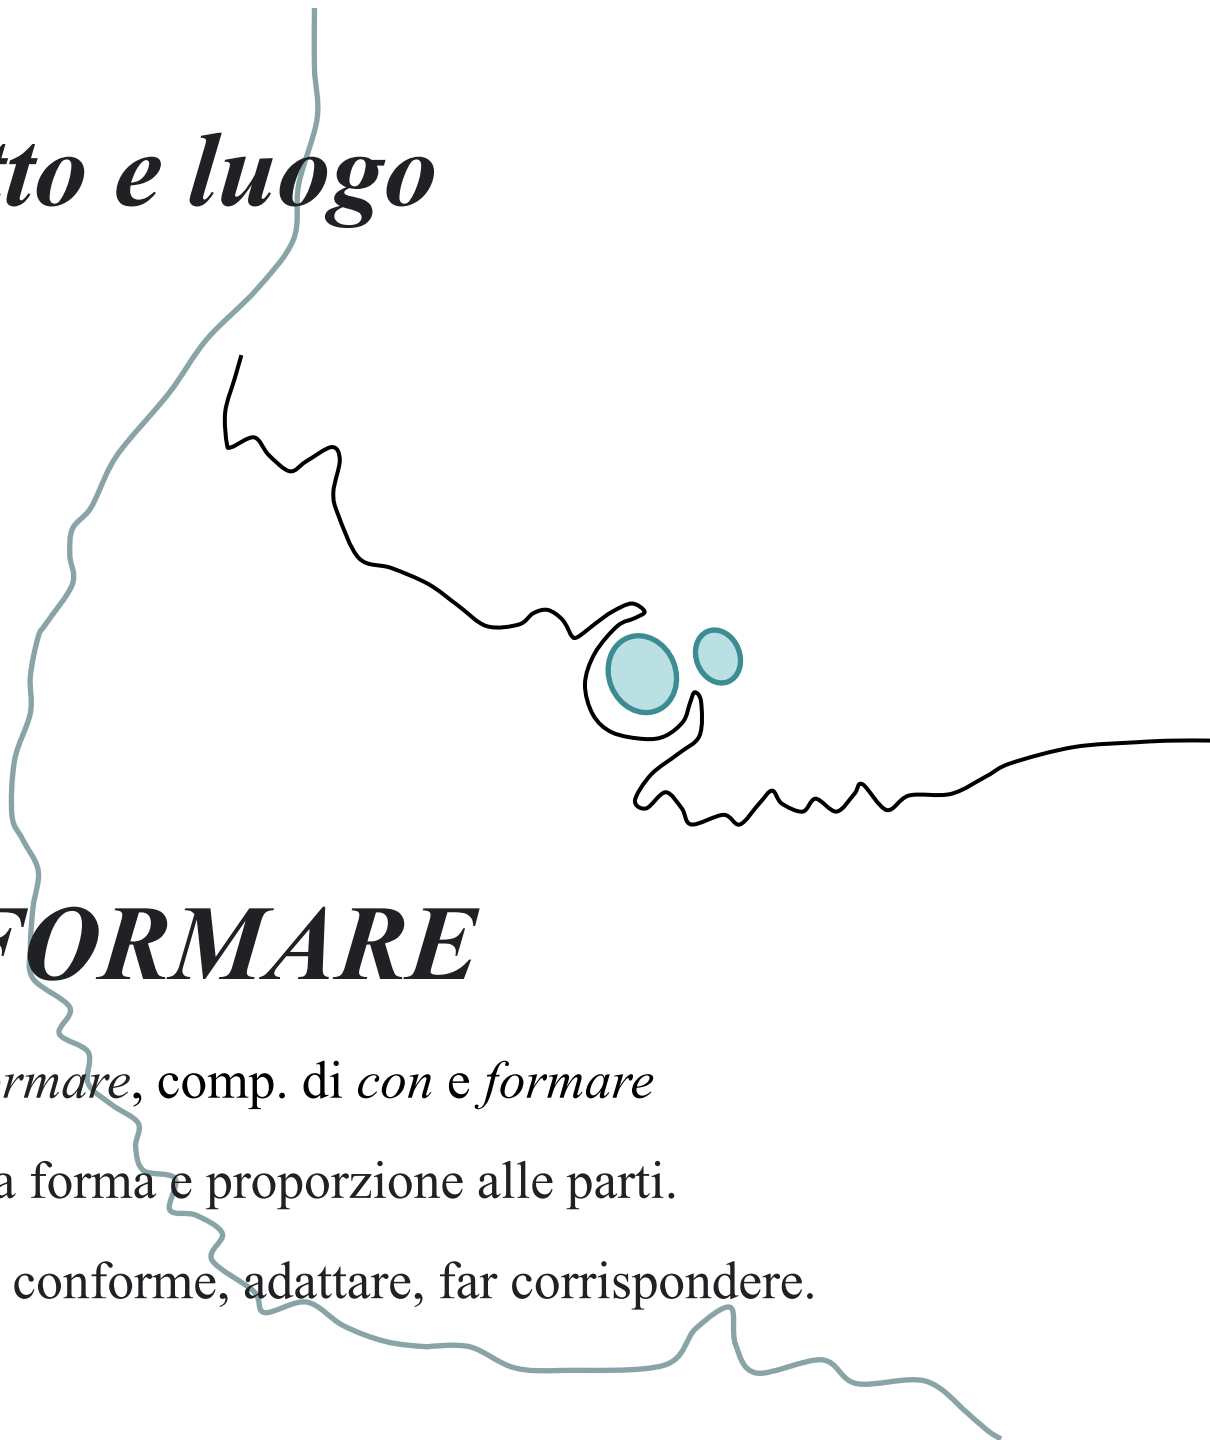 tto e luogo
FORMARE
rmare, comp. di con e formare
a forma e proporzione alle parti.
conforme, adattare, far corrispondere.